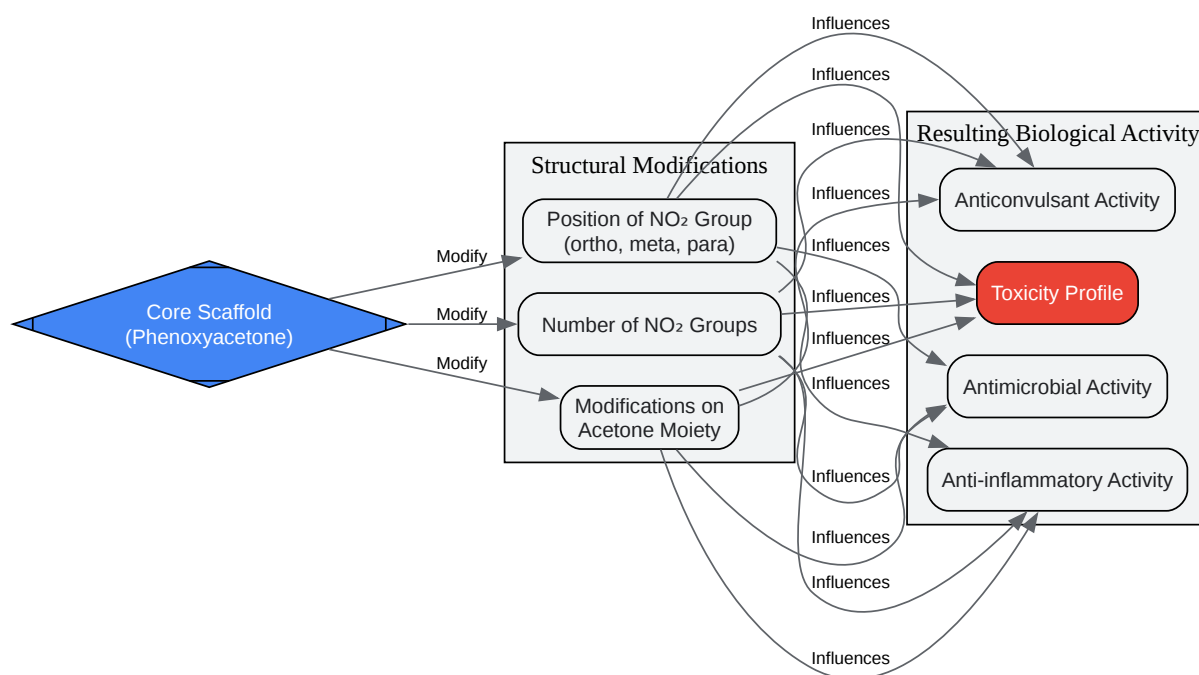 Core Scaffold
(Phenoxyacetone)
Modify
Modify
Modify
Structural Modifications
Position of NO₂ Group
(ortho, meta, para)
Number of NO₂ Groups
Modifications on
Acetone Moiety
Influences
Influences
Influences
Influences
Influences
Influences
Influences
Influences
Influences
Influences
Influences
Influences
Resulting Biological Activity
Anticonvulsant Activity
Toxicity Profile
Antimicrobial Activity
Anti-inflammatory Activity